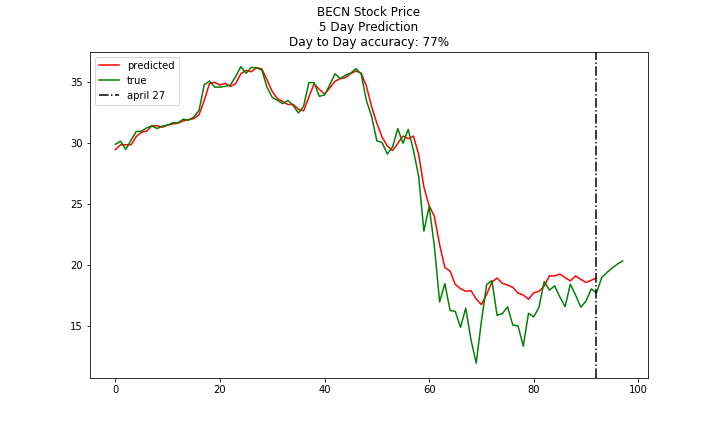 BECN Stock Price
5 Day Prediction
Day to Day accuracy: 77%
predicted
true
april 27
35
30
25
20
15
0
20
40
60
80
100